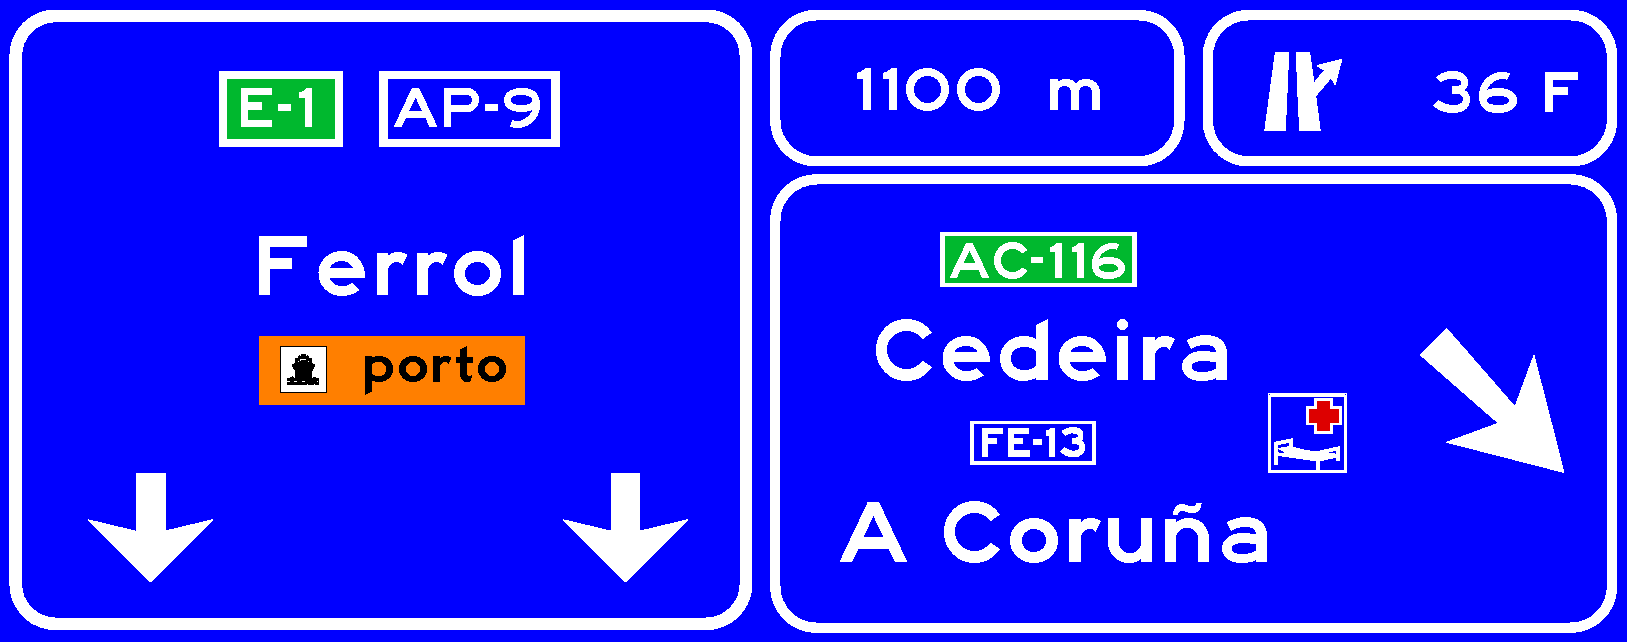 E-1 AP-9
Ferrol
porto
1100 m
36 F
AC-116
Cedeira
FE-13
A Coruña